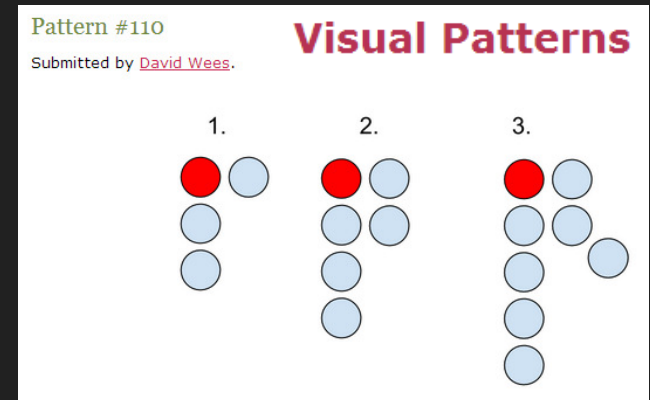 Pattern #110
Visual Patterns
Submitted by David Wees.
1.
2.
3.